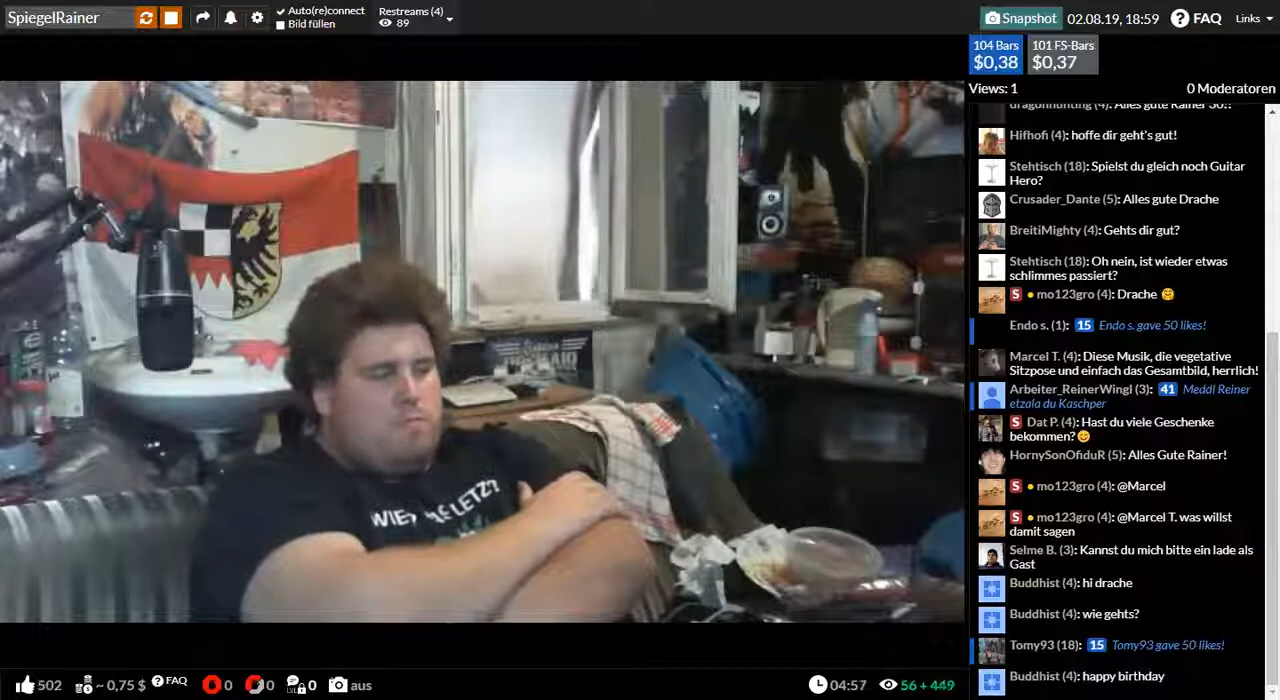 SpiegelRainer
Auto(re)connect
Bild füllen
Restreams (4)
89
Snapshot
02.08.19, 18:59
FAQ
Links
104 Bars
$0,38
101 FS-Bars
$0,37
Views: 1
0 Moderatoren
dragonhunting (4): Alles gute Rainer 30!!
Hifhofi (4): hoffe dir geht's gut!
Stehtisch (18): Spielst du gleich noch Guitar
Hero?
Crusader_Dante (5): Alles gute Drache
BreitiMighty (4): Gehts dir gut?
Stehtisch (18): Oh nein, ist wieder etwas
schlimmes passiert?
S mo123gro (4): Drache 🤗
Endo s. (1): 15 Endo s. gave 50 likes!
Marcel T. (4): Diese Musik, die vegetative
Sitzpose und einfach das Gesamtbild, herrlich!
Arbeiter_ReinerWingl (3): 41 Meddl Reiner
etzala du Kaschper
S Dat P. (4): Hast du viele Geschenke
bekommen? 😊
HornySonOfiduR (5): Alles Gute Rainer!
S mo123gro (4): @Marcel
S mo123gro (4): @Marcel T. was willst
damit sagen
Selme B. (3): Kannst du mich bitte ein lade als
Gast
Buddhist (4): hi drache
Buddhist (4): wie gehts?
Tomy93 (18): 15 Tomy93 gave 50 likes!
Buddhist (4): happy birthday
502
~ 0,75 $
FAQ
0
0
LVL
0
aus
04:57
56 + 449